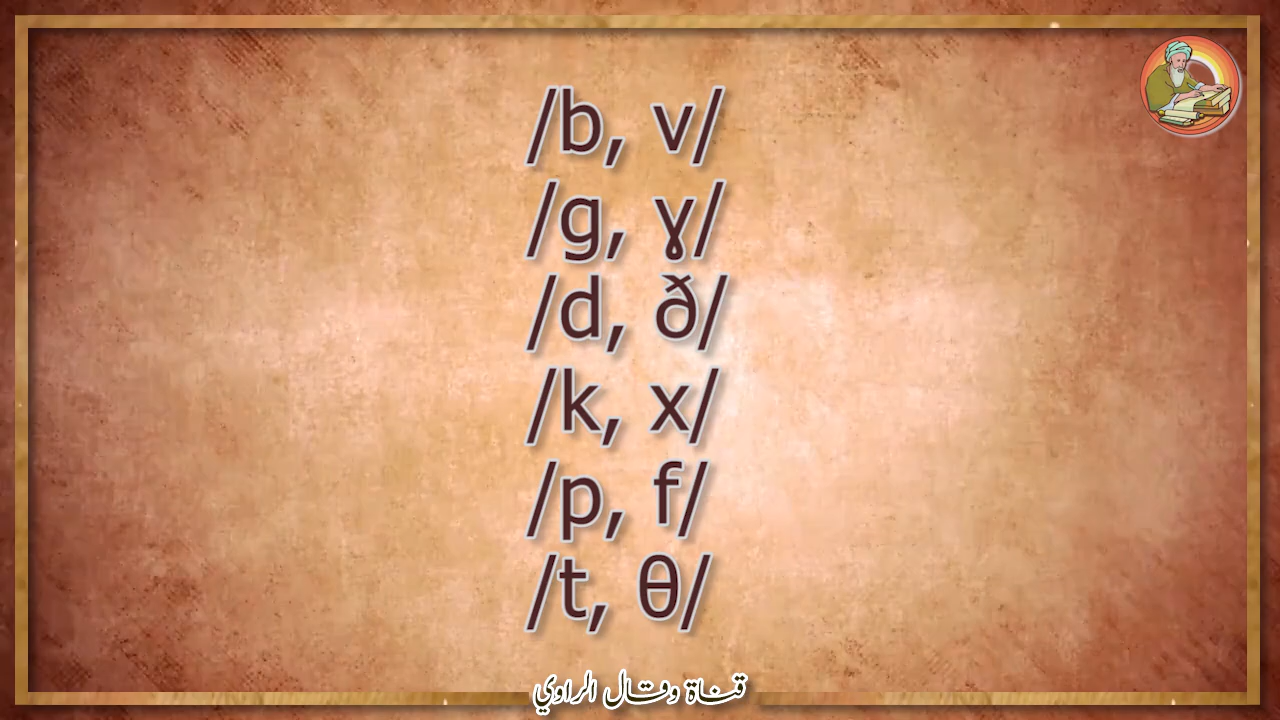 /b, v/
/g, ɣ/
/d, ð/
/k, x/
/p, f/
/t, θ/
قناة وقال الراوي